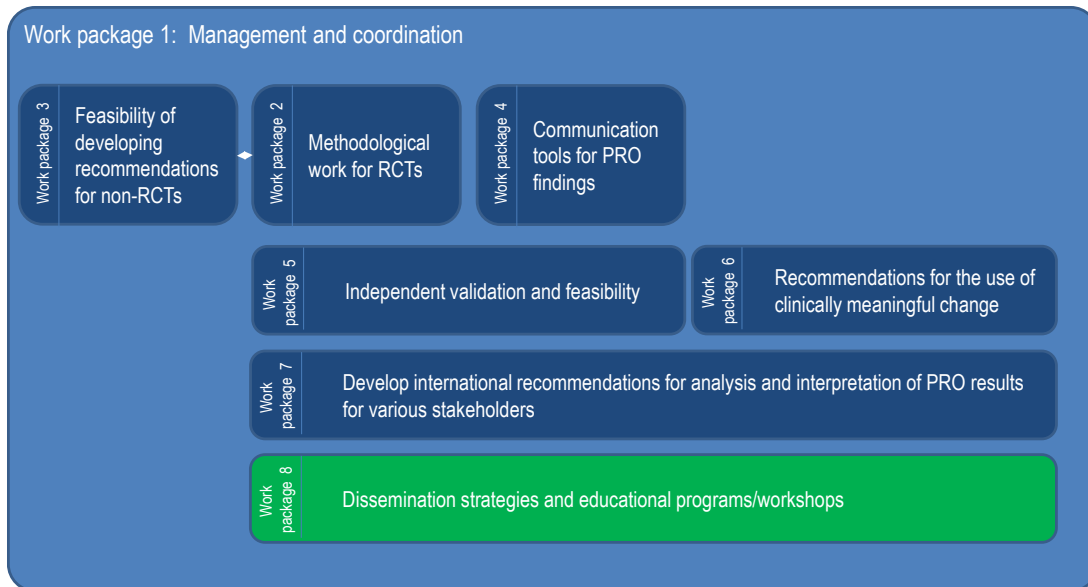 Work package 1:  Management and coordination
Work package 3
Feasibility of
developing
recommendations
for non-RCTs
Work package 2
Methodological
work for RCTs
Work package 4
Communication
tools for PRO
findings
Work
package 5
Independent validation and feasibility
Work
package 6
Recommendations for the use of
clinically meaningful change
Work
package 7
Develop international recommendations for analysis and interpretation of PRO results
for various stakeholders
Work
package 8
Dissemination strategies and educational programs/workshops